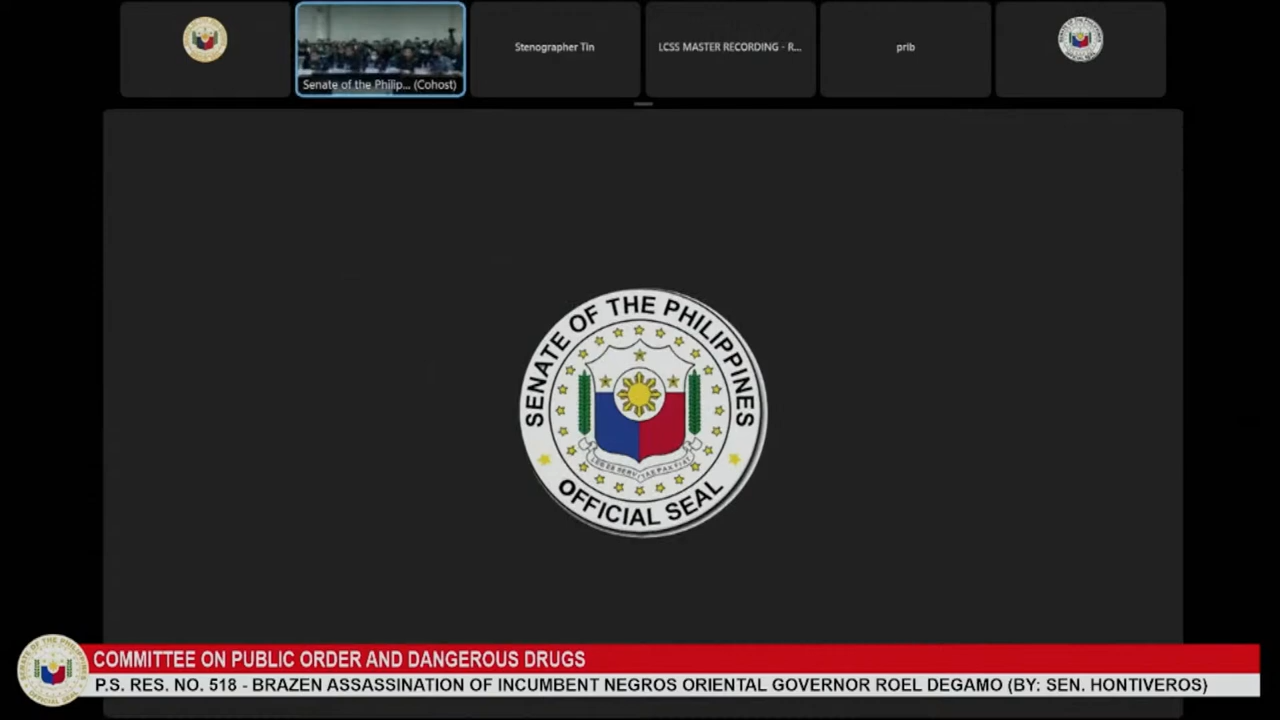 Senate of the Philip... (Cohost)
Stenographer Tin
LCSS MASTER RECORDING - R...
prib
SENATE OF THE PHILIPPINES
OFFICIAL SEAL
COMMITTEE ON PUBLIC ORDER AND DANGEROUS DRUGS
P.S. RES. NO. 518 - BRAZEN ASSASSINATION OF INCUMBENT NEGROS ORIENTAL GOVERNOR ROEL DEGAMO (BY: SEN. HONTIVEROS)